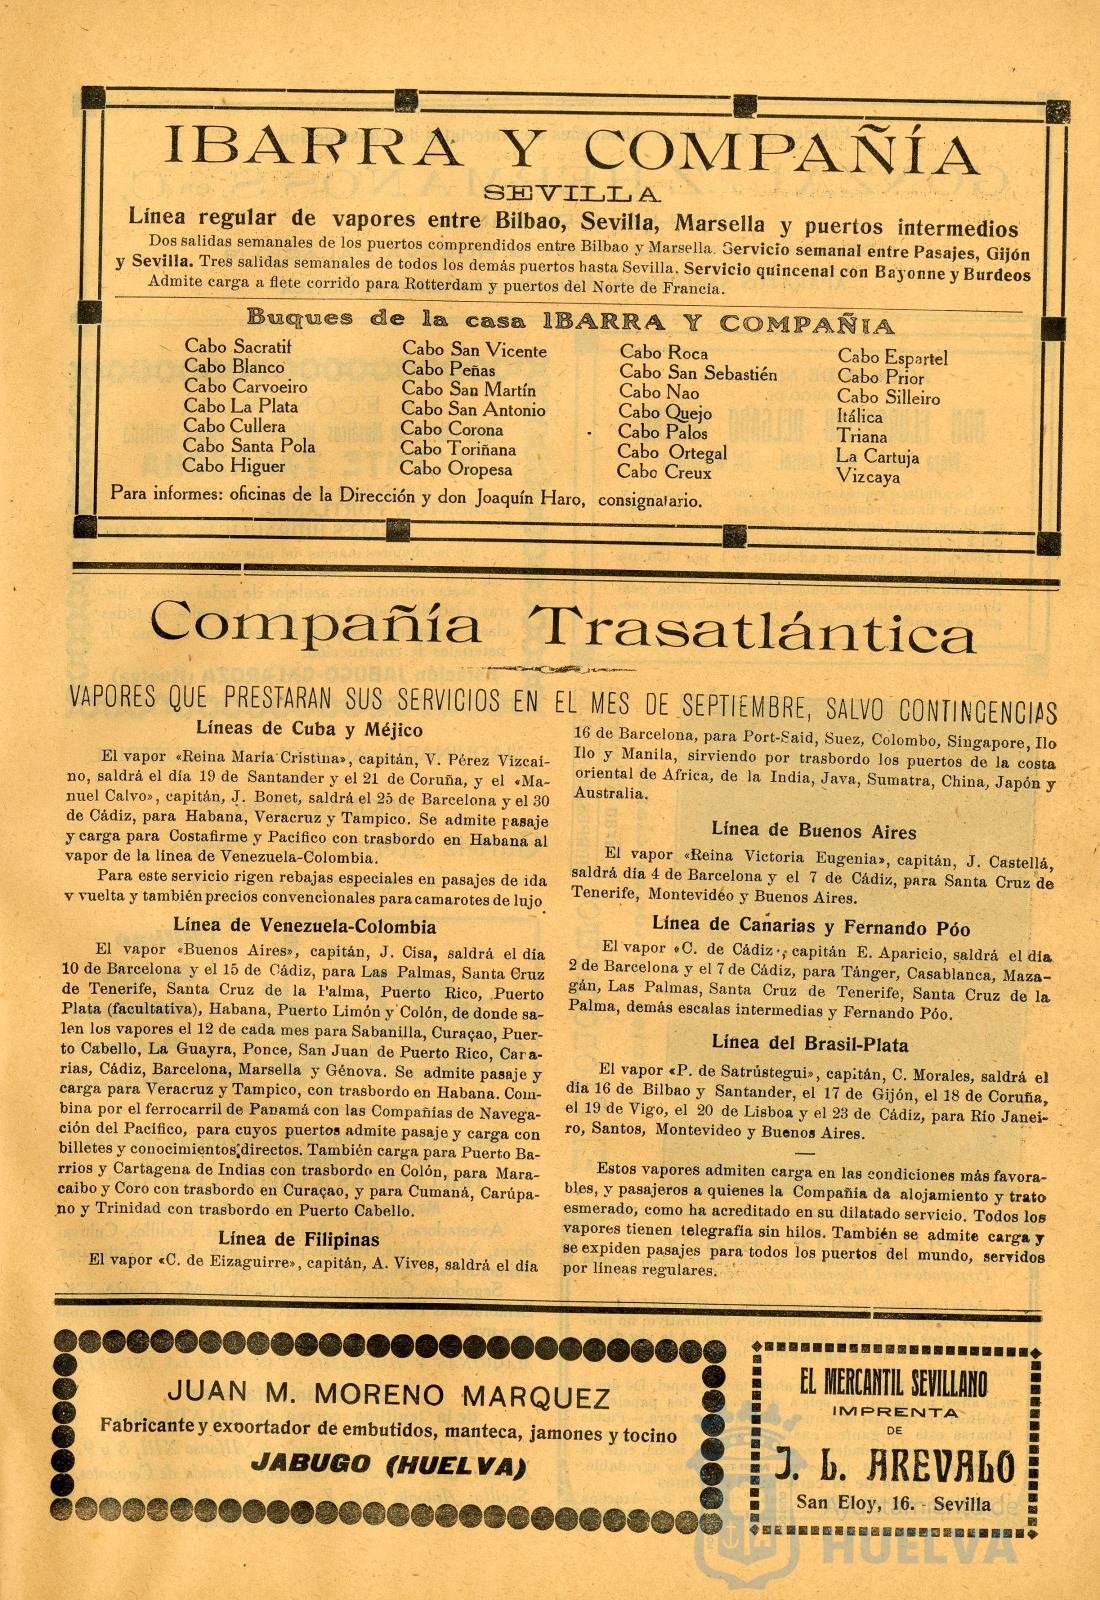 IBARRA Y COMPAÑÍA
SEVILLA
Línea regular de vapores entre Bilbao, Sevilla, Marsella y puertos intermedios
Dos salidas semanales de los puertos comprendidos entre Bilbao y Marsella. Servicio semanal entre Pasajes, Gijón
y Sevilla. Tres salidas semanales de todos los demás puertos hasta Sevilla. Servicio quincenal con Bayonne y Burdeos
Admite carga a flete corrido para Rotterdam y puertos del Norte de Francia.
Buques de la casa IBARRA Y COMPAÑIA
Cabo Sacratif
Cabo Blanco
Cabo Carvoeiro
Cabo La Plata
Cabo Cullera
Cabo Santa Pola
Cabo Higuer
Cabo San Vicente
Cabo Peñas
Cabo San Martín
Cabo San Antonio
Cabo Corona
Cabo Toriñana
Cabo Oropesa
Cabo Roca
Cabo San Sebastién
Cabo Nao
Cabo Quejo
Cabo Palos
Cabo Ortegal
Cabo Creux
Cabo Espartel
Cabo Prior
Cabo Silleiro
Itálica
Triana
La Cartuja
Vizcaya
Para informes: oficinas de la Dirección y don Joaquín Haro, consignatario.
Compañía Trasatlántica
VAPORES QUE PRESTARAN SUS SERVICIOS EN EL MES DE SEPTIEMBRE, SALVO CONTINGENCIAS
Líneas de Cuba y Méjico
El vapor «Reina María Cristina», capitán, V. Pérez Vizcai-
no, saldrá el día 19 de Santander y el 21 de Coruña, y el «Ma-
nuel Calvo», capitán, J. Bonet, saldrá el 25 de Barcelona y el 30
de Cádiz, para Habana, Veracruz y Tampico. Se admite pasaje
y carga para Costafirme y Pacífico con trasbordo en Habana al
vapor de la línea de Venezuela-Colombia.
Para este servicio rigen rebajas especiales en pasajes de ida
y vuelta y también precios convencionales para camarotes de lujo
Línea de Venezuela-Colombia
El vapor «Buenos Aires», capitán, J. Cisa, saldrá el día
10 de Barcelona y el 15 de Cádiz, para Las Palmas, Santa Cruz
de Tenerife, Santa Cruz de la Palma, Puerto Rico, Puerto
Plata (facultativa), Habana, Puerto Limón y Colón, de donde sa-
len los vapores el 12 de cada mes para Sabanilla, Curaçao, Puer-
to Cabello, La Guayra, Ponce, San Juan de Puerto Rico, Cana-
rias, Cádiz, Barcelona, Marsella y Génova. Se admite pasaje y
carga para Veracruz y Tampico, con trasbordo en Habana. Com-
bina por el ferrocarril de Panamá con las Compañías de Navega-
ción del Pacífico, para cuyos puertos admite pasaje y carga con
billetes y conocimientos directos. También carga para Puerto Ba-
rrios y Cartagena de Indias con trasbordo en Colón, para Mara-
caibo y Coro con trasbordo en Curaçao, y para Cumaná, Carúpa-
no y Trinidad con trasbordo en Puerto Cabello.
Línea de Filipinas
El vapor «C. de Eizaguirre», capitán, A. Vives, saldrá el día
16 de Barcelona, para Port-Said, Suez, Colombo, Singapore, Ilo
Ilo y Manila, sirviendo por trasbordo los puertos de la costa
oriental de Africa, de la India, Java, Sumatra, China, Japón y
Australia.
Línea de Buenos Aires
El vapor «Reina Victoria Eugenia», capitán, J. Castellá,
saldrá día 4 de Barcelona y el 7 de Cádiz, para Santa Cruz de
Tenerife, Montevidéo y Buenos Aires.
Línea de Cañarias y Fernando Póo
El vapor «C. de Cádiz», capitán E. Aparicio, saldrá el día
2 de Barcelona y el 7 de Cádiz, para Tánger, Casablanca, Maza-
gán, Las Palmas, Santa Cruz de Tenerife, Santa Cruz de la
Palma, demás escalas intermedias y Fernando Póo.
Línea del Brasil-Plata
El vapor «P. de Satrústegui», capitán, C. Morales, saldrá el
día 16 de Bilbao y Santander, el 17 de Gijón, el 18 de Coruña,
el 19 de Vigo, el 20 de Lisboa y el 23 de Cádiz, para Rio Janei-
ro, Santos, Montevideo y Buenos Aires.
Estos vapores admiten carga en las condiciones más favora-
bles, y pasajeros a quienes la Compañía da alojamiento y trato
esmerado, como ha acreditado en su dilatado servicio. Todos los
vapores tienen telegrafía sin hilos. También se admite carga y
se expiden pasajes para todos los puertos del mundo, servidos
por líneas regulares.
JUAN M. MORENO MARQUEZ
Fabricante y exportador de embutidos, manteca, jamones y tocino
JABUGO (HUELVA)
EL MERCANTIL SEVILLANO
IMPRENTA
DE
J. L. AREVALO
San Eloy, 16. - Sevilla
Ayuntamiento de
HUELVA